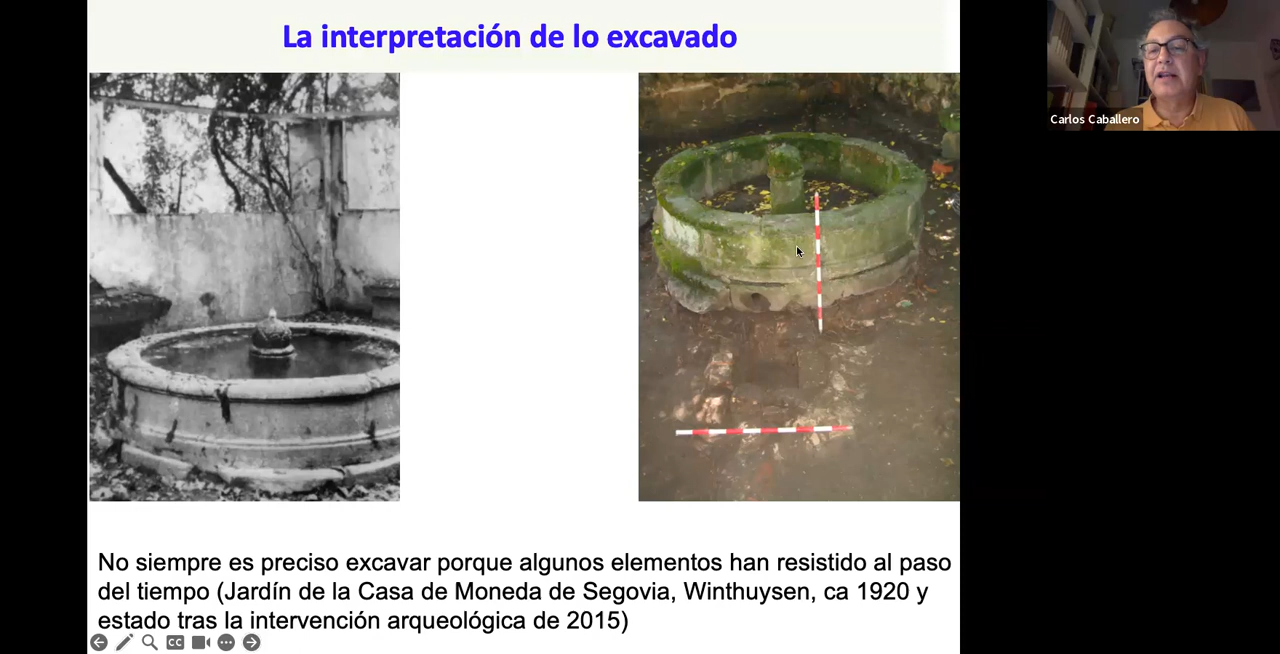 La interpretación de lo excavado
Carlos Caballero
No siempre es preciso excavar porque algunos elementos han resistido al paso
del tiempo (Jardín de la Casa de Moneda de Segovia, Winthuysen, ca 1920 y
estado tras la intervención arqueológica de 2015)
CC